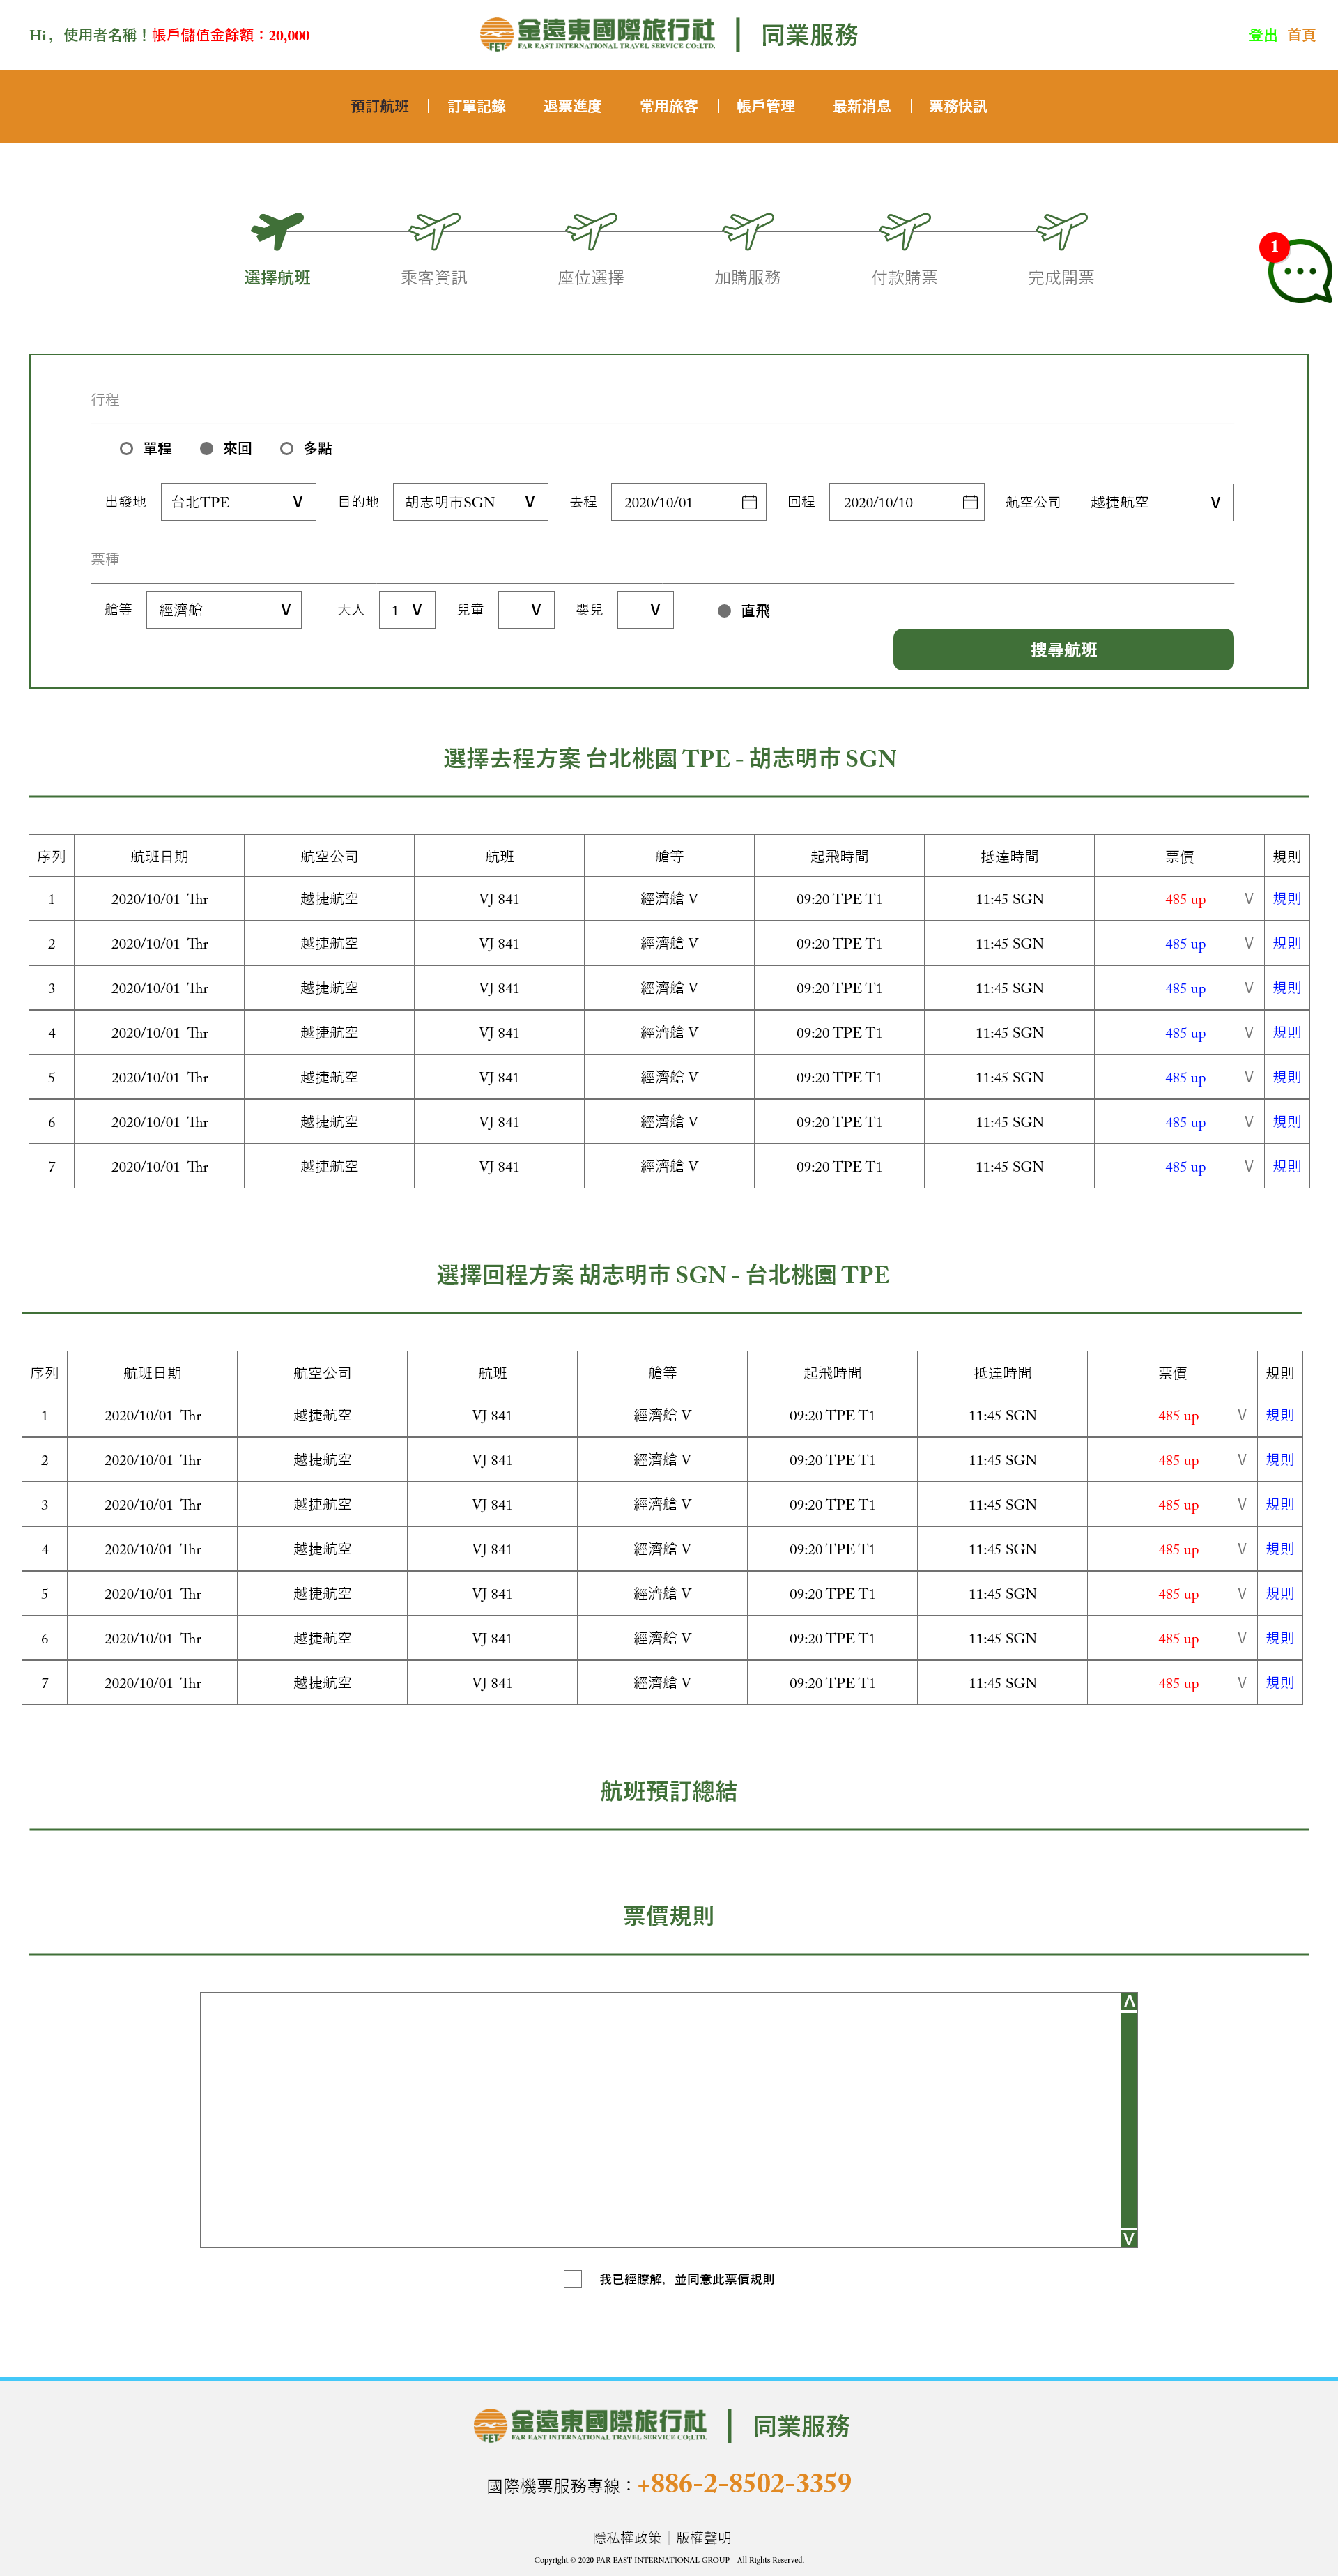 Hi， 使用者名稱！帳戶儲值金餘額：20,000
金遠東國際旅行社 同業服務
FAR EAST INTERNATIONAL TRAVEL SERVICE CO;LTD.
FET
登出 首頁
預訂航班 訂單記錄 退票進度 常用旅客 帳戶管理 最新消息 票務快訊
1
選擇航班 乘客資訊 座位選擇 加購服務 付款購票 完成開票
行程
單程 來回 多點
出發地 台北TPE V 目的地 胡志明市SGN V 去程 2020/10/01 回程 2020/10/10 航空公司 越捷航空 V
票種
艙等 經濟艙 V 大人 1 V 兒童 V 嬰兒 V 直飛
搜尋航班
選擇去程方案 台北桃園 TPE - 胡志明市 SGN
序列 航班日期 航空公司 航班 艙等 起飛時間 抵達時間 票價 規則
1 2020/10/01 Thr 越捷航空 VJ 841 經濟艙 V 09:20 TPE T1 11:45 SGN 485 up V 規則
2 2020/10/01 Thr 越捷航空 VJ 841 經濟艙 V 09:20 TPE T1 11:45 SGN 485 up V 規則
3 2020/10/01 Thr 越捷航空 VJ 841 經濟艙 V 09:20 TPE T1 11:45 SGN 485 up V 規則
4 2020/10/01 Thr 越捷航空 VJ 841 經濟艙 V 09:20 TPE T1 11:45 SGN 485 up V 規則
5 2020/10/01 Thr 越捷航空 VJ 841 經濟艙 V 09:20 TPE T1 11:45 SGN 485 up V 規則
6 2020/10/01 Thr 越捷航空 VJ 841 經濟艙 V 09:20 TPE T1 11:45 SGN 485 up V 規則
7 2020/10/01 Thr 越捷航空 VJ 841 經濟艙 V 09:20 TPE T1 11:45 SGN 485 up V 規則
選擇回程方案 胡志明市 SGN - 台北桃園 TPE
序列 航班日期 航空公司 航班 艙等 起飛時間 抵達時間 票價 規則
1 2020/10/01 Thr 越捷航空 VJ 841 經濟艙 V 09:20 TPE T1 11:45 SGN 485 up V 規則
2 2020/10/01 Thr 越捷航空 VJ 841 經濟艙 V 09:20 TPE T1 11:45 SGN 485 up V 規則
3 2020/10/01 Thr 越捷航空 VJ 841 經濟艙 V 09:20 TPE T1 11:45 SGN 485 up V 規則
4 2020/10/01 Thr 越捷航空 VJ 841 經濟艙 V 09:20 TPE T1 11:45 SGN 485 up V 規則
5 2020/10/01 Thr 越捷航空 VJ 841 經濟艙 V 09:20 TPE T1 11:45 SGN 485 up V 規則
6 2020/10/01 Thr 越捷航空 VJ 841 經濟艙 V 09:20 TPE T1 11:45 SGN 485 up V 規則
7 2020/10/01 Thr 越捷航空 VJ 841 經濟艙 V 09:20 TPE T1 11:45 SGN 485 up V 規則
航班預訂總結
票價規則
我已經瞭解，並同意此票價規則
金遠東國際旅行社 同業服務
FAR EAST INTERNATIONAL TRAVEL SERVICE CO;LTD.
FET
國際機票服務專線：+886-2-8502-3359
隱私權政策｜版權聲明
Copyright © 2020 FAR EAST INTERNATIONAL GROUP - All Rights Reserved.